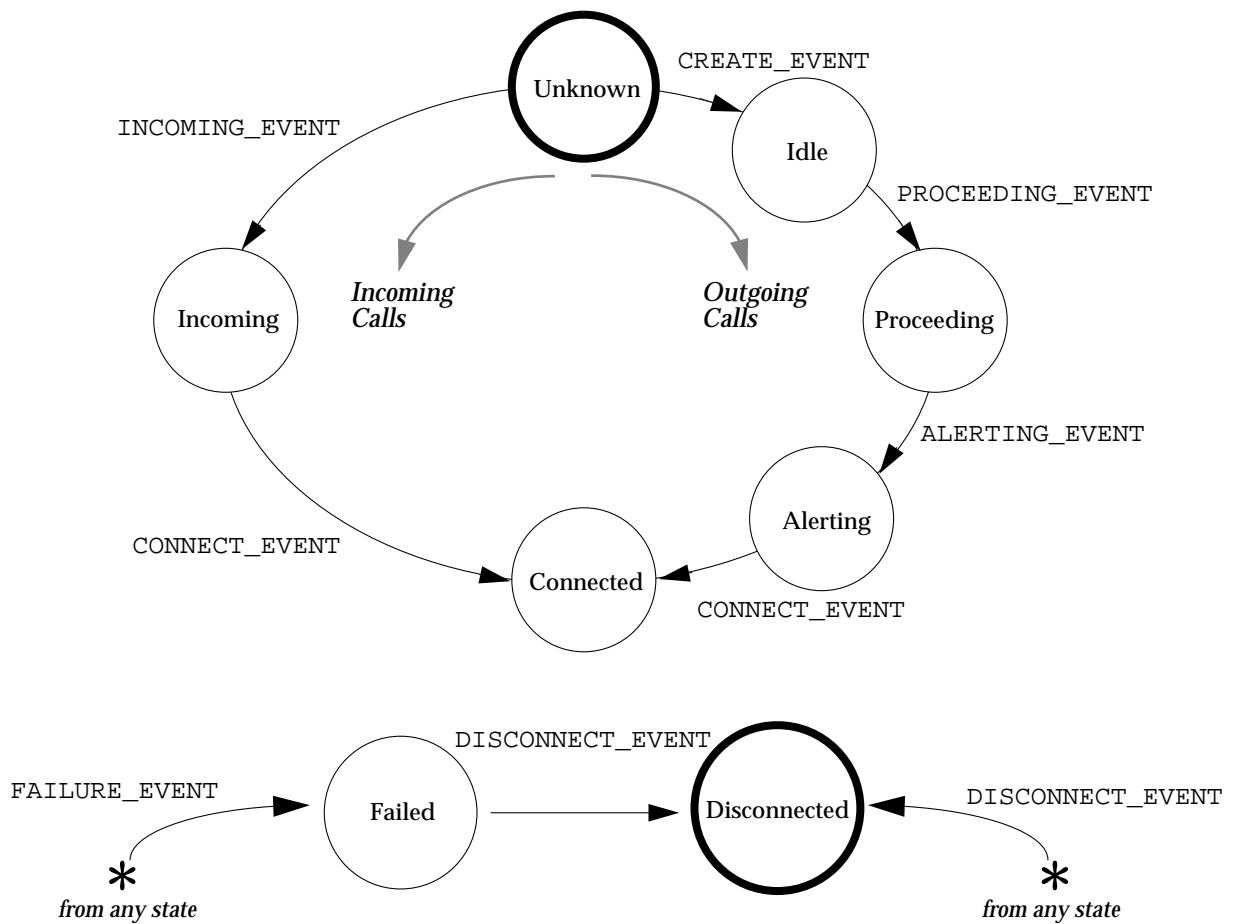 CREATE_EVENT
Unknown
INCOMING_EVENT
Idle
PROCEEDING_EVENT
Incoming
Calls
Outgoing
Calls
Incoming
Proceeding
ALERTING_EVENT
Alerting
CONNECT_EVENT
Connected
CONNECT_EVENT
DISCONNECT_EVENT
FAILURE_EVENT
Failed
Disconnected
DISCONNECT_EVENT
*
from any state
*
from any state